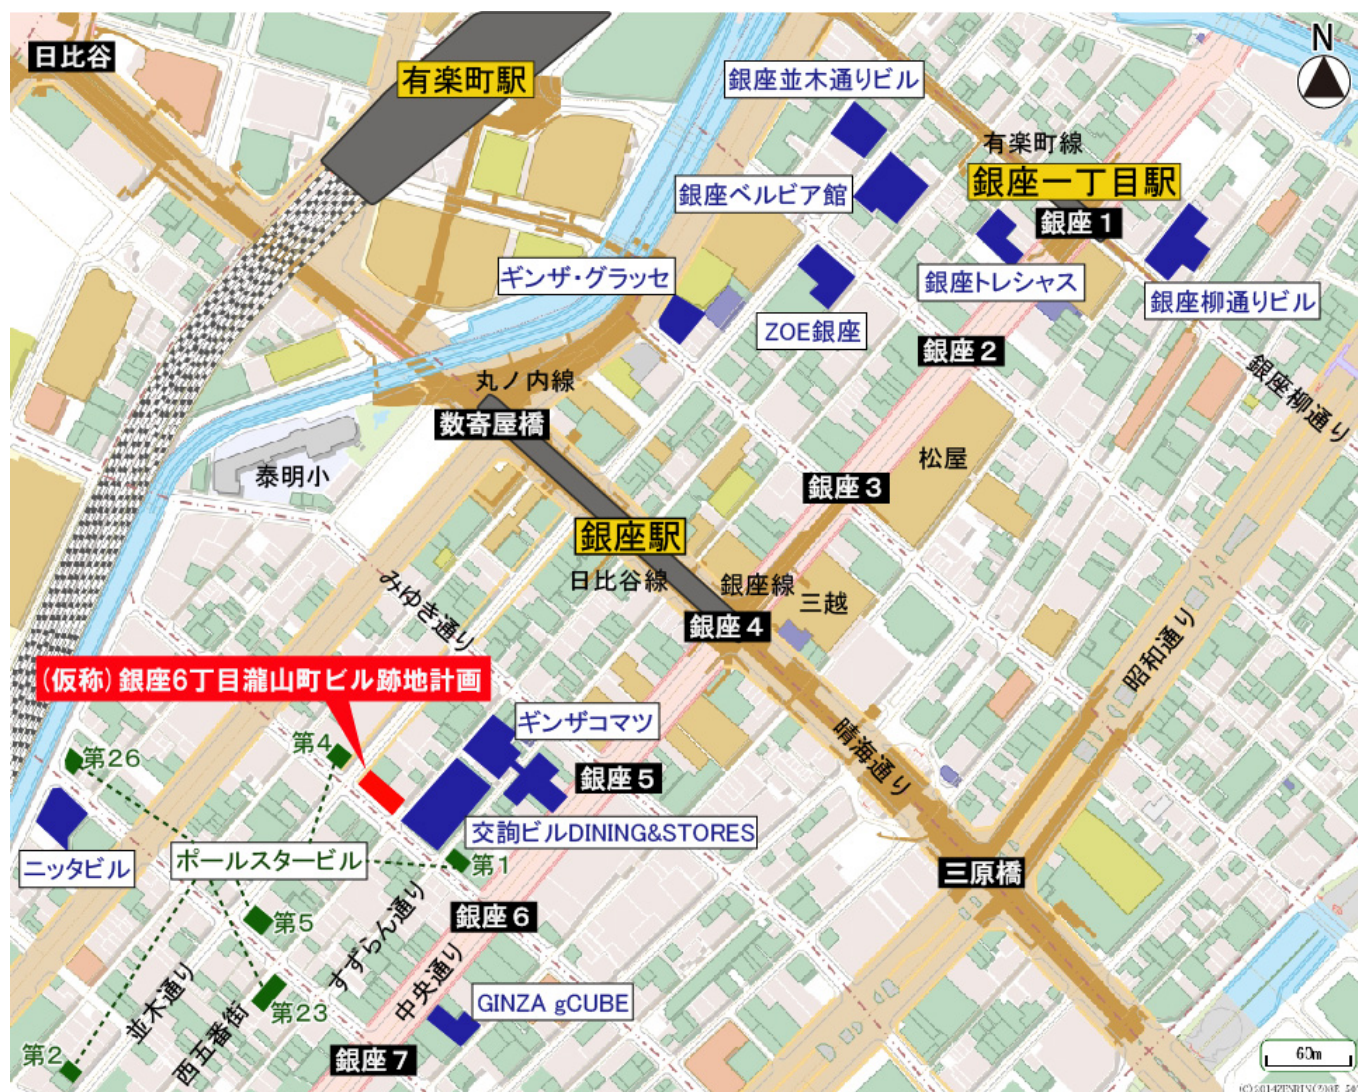 N
日比谷
有楽町駅
銀座並木通りビル
有楽町線
銀座一丁目駅
銀座ベルビア館
銀座1
ギンザ・グラッセ
銀座トレシャス
銀座柳通りビル
ZOE銀座
銀座2
銀座柳通り
丸ノ内線
数寄屋橋
泰明小
松屋
銀座3
銀座駅
日比谷線
銀座線
三越
みゆき通り
銀座4
昭和通り
(仮称)銀座6丁目瀧山町ビル跡地計画
ギンザコマツ
晴海通り
第26
第4
銀座5
交詢ビルDINING&STORES
ニッタビル
ポールスタービル
第1
三原橋
第5
すずらん通り
銀座6
並木通り
西五番街
第23
中央通り
GINZA gCUBE
第2
銀座7
60m